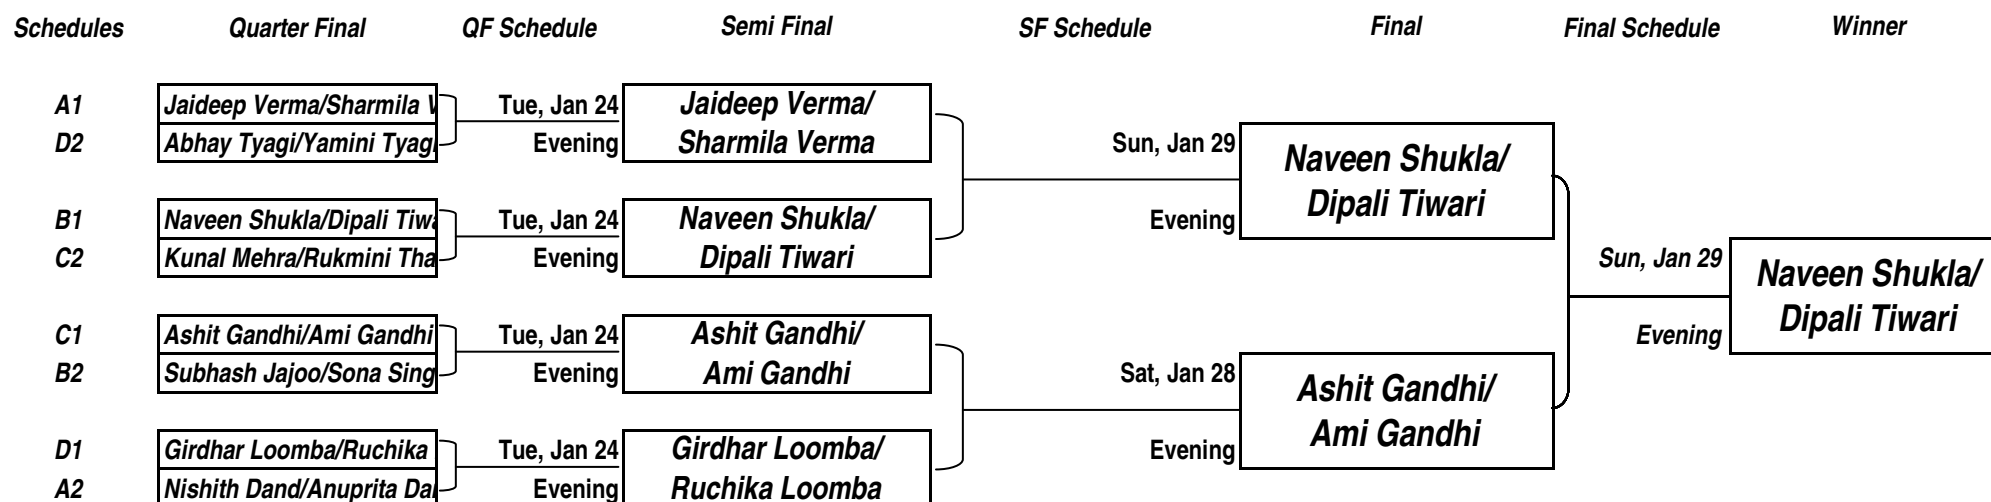 Schedules Quarter Final QF Schedule Semi Final SF Schedule Final Final Schedule Winner
A1 Jaideep Verma/Sharmila Tue, Jan 24 Jaideep Verma/
D2 Abhay Tyagi/Yamini Tyagi Evening Sharmila Verma Sun, Jan 29 Naveen Shukla/
Dipali Tiwari
B1 Naveen Shukla/Dipali Tue, Jan 24 Naveen Shukla/ Evening
C2 Kunal Mehra/Rukmini Tha Evening Dipali Tiwari Sun, Jan 29 Naveen Shukla/
Dipali Tiwari
C1 Ashit Gandhi/Ami Gandhi Tue, Jan 24 Ashit Gandhi/ Evening
B2 Subhash Jajoo/Sona Sing Evening Ami Gandhi Sat, Jan 28 Ashit Gandhi/
Ami Gandhi
D1 Girdhar Loomba/Ruchika Tue, Jan 24 Girdhar Loomba/ Evening
A2 Nishith Dand/Anuprita Evening Ruchika Loomba